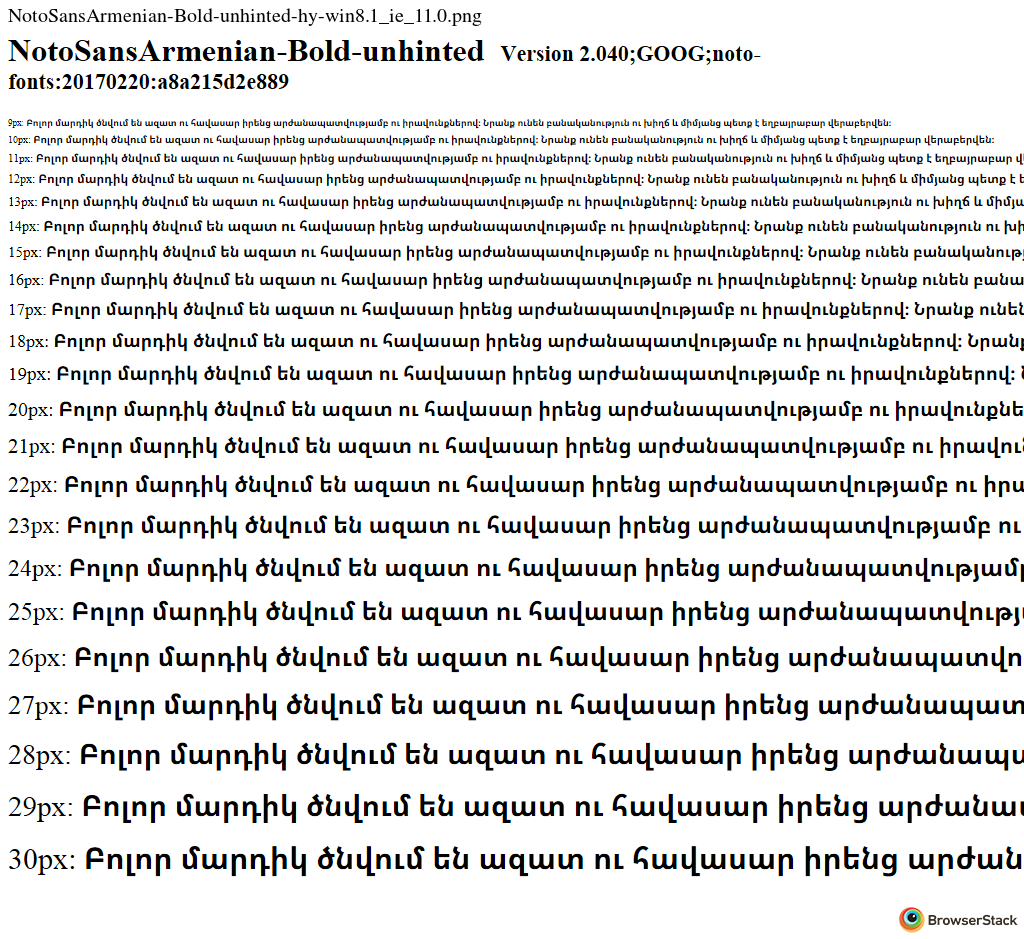 NotoSansArmenian-Bold-unhinted-hy-win8.1_ie_11.0.png
NotoSansArmenian-Bold-unhinted Version 2.040;GOOG;noto-
fonts:20170220:a8a215d2e889
9px: Բոլոր մարդիկ ծնվում են ազատ ու հավասար իրենց արժանապատվությամբ ու իրավունքներով։ Նրանք ունեն բանականություն ու խիղճ և միմյանց պետք է եղբայրաբար վերաբերվեն։
10px: Բոլոր մարդիկ ծնվում են ազատ ու հավասար իրենց արժանապատվությամբ ու իրավունքներով։ Նրանք ունեն բանականություն ու խիղճ և միմյանց պետք է եղբայրաբար վերաբերվեն։
11px: Բոլոր մարդիկ ծնվում են ազատ ու հավասար իրենց արժանապատվությամբ ու իրավունքներով։ Նրանք ունեն բանականություն ու խիղճ և միմյանց պետք է եղբայրաբար
12px: Բոլոր մարդիկ ծնվում են ազատ ու հավասար իրենց արժանապատվությամբ ու իրավունքներով։ Նրանք ունեն բանականություն ու խիղճ և միմյանց պետք է
13px: Բոլոր մարդիկ ծնվում են ազատ ու հավասար իրենց արժանապատվությամբ ու իրավունքներով։ Նրանք ունեն բանականություն ու խիղճ և միմյա
14px: Բոլոր մարդիկ ծնվում են ազատ ու հավասար իրենց արժանապատվությամբ ու իրավունքներով։ Նրանք ունեն բանականություն ու խի
15px: Բոլոր մարդիկ ծնվում են ազատ ու հավասար իրենց արժանապատվությամբ ու իրավունքներով։ Նրանք ունեն բանականությ
16px: Բոլոր մարդիկ ծնվում են ազատ ու հավասար իրենց արժանապատվությամբ ու իրավունքներով։ Նրանք ունեն բանա
17px: Բոլոր մարդիկ ծնվում են ազատ ու հավասար իրենց արժանապատվությամբ ու իրավունքներով։ Նրանք ունեն
18px: Բոլոր մարդիկ ծնվում են ազատ ու հավասար իրենց արժանապատվությամբ ու իրավունքներով։ Նրանք
19px: Բոլոր մարդիկ ծնվում են ազատ ու հավասար իրենց արժանապատվությամբ ու իրավունքներով։
20px: Բոլոր մարդիկ ծնվում են ազատ ու հավասար իրենց արժանապատվությամբ ու իրավունքնե
21px: Բոլոր մարդիկ ծնվում են ազատ ու հավասար իրենց արժանապատվությամբ ու իրավուն
22px: Բոլոր մարդիկ ծնվում են ազատ ու հավասար իրենց արժանապատվությամբ ու իրա
23px: Բոլոր մարդիկ ծնվում են ազատ ու հավասար իրենց արժանապատվությամբ ու
24px: Բոլոր մարդիկ ծնվում են ազատ ու հավասար իրենց արժանապատվությամբ
25px: Բոլոր մարդիկ ծնվում են ազատ ու հավասար իրենց արժանապատվությ
26px: Բոլոր մարդիկ ծնվում են ազատ ու հավասար իրենց արժանապատվո
27px: Բոլոր մարդիկ ծնվում են ազատ ու հավասար իրենց արժանապատ
28px: Բոլոր մարդիկ ծնվում են ազատ ու հավասար իրենց արժանապա
29px: Բոլոր մարդիկ ծնվում են ազատ ու հավասար իրենց արժանա
30px: Բոլոր մարդիկ ծնվում են ազատ ու հավասար իրենց արժան
BrowserStack